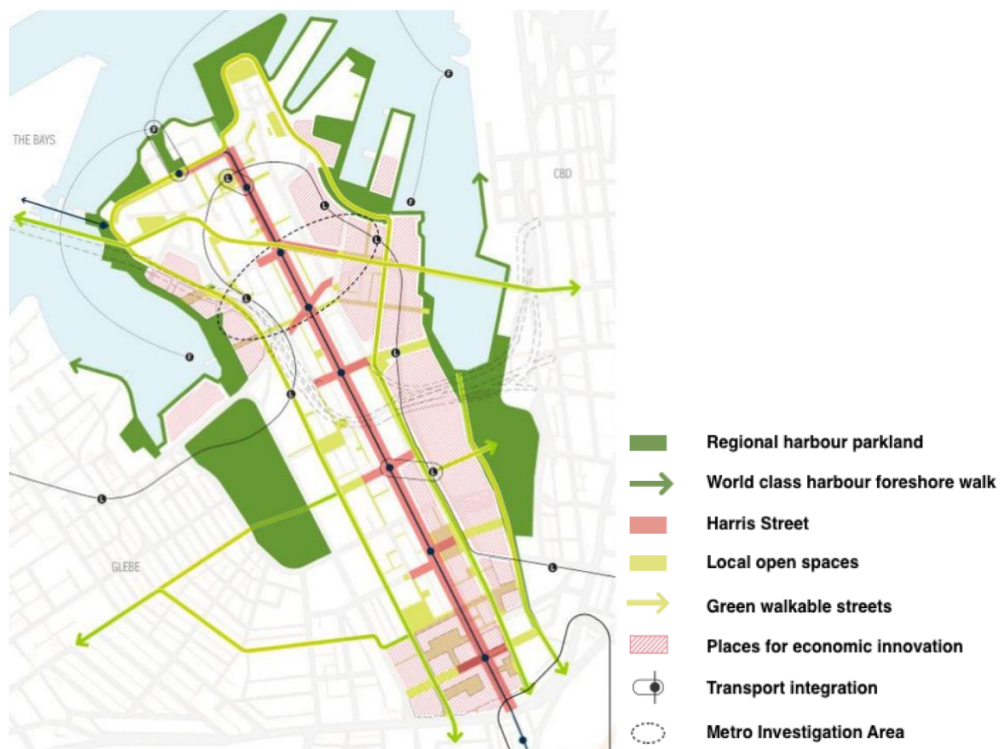 THE BAYS
CBD
GLEBE
F
F
F
F
L
L
L
L
L
L
L
L
L
Regional harbour parkland
World class harbour foreshore walk
Harris Street
Local open spaces
Green walkable streets
Places for economic innovation
Transport integration
Metro Investigation Area